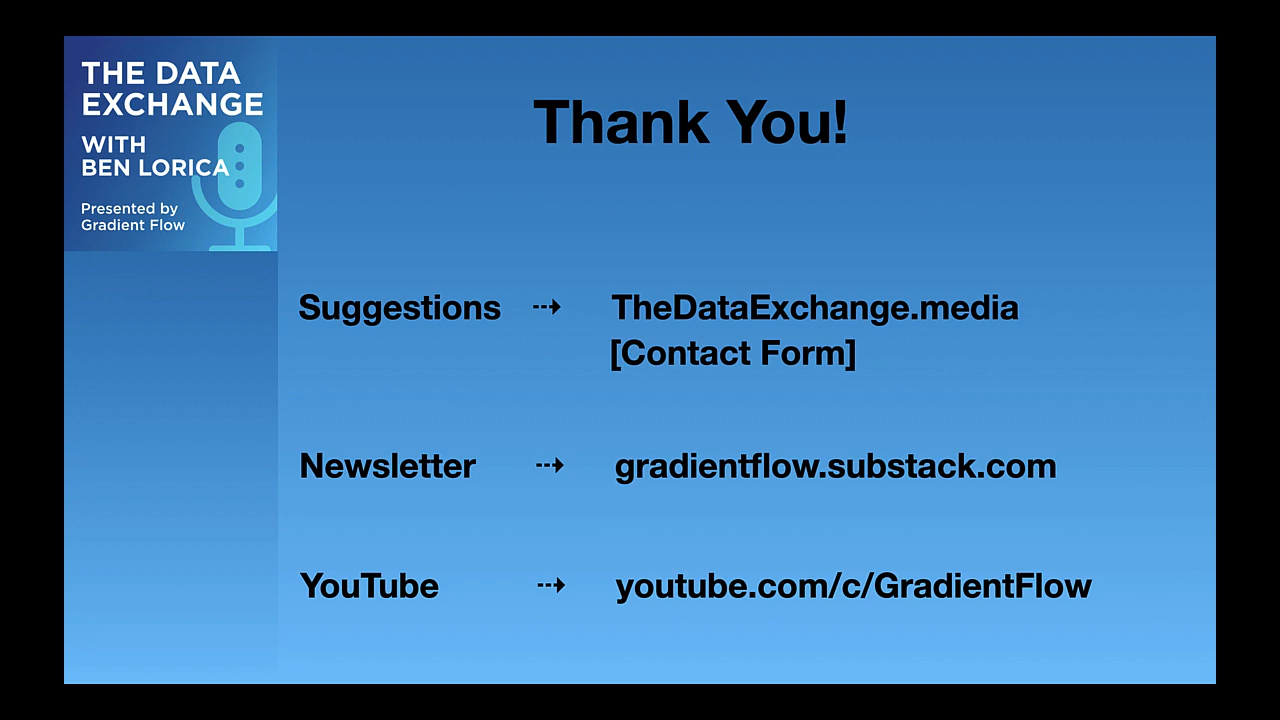 THE DATA
EXCHANGE
WITH
BEN LORICA
Presented by
Gradient Flow
Thank You!
Suggestions ⇢ TheDataExchange.media
[Contact Form]
Newsletter ⇢ gradientflow.substack.com
YouTube ⇢ youtube.com/c/GradientFlow